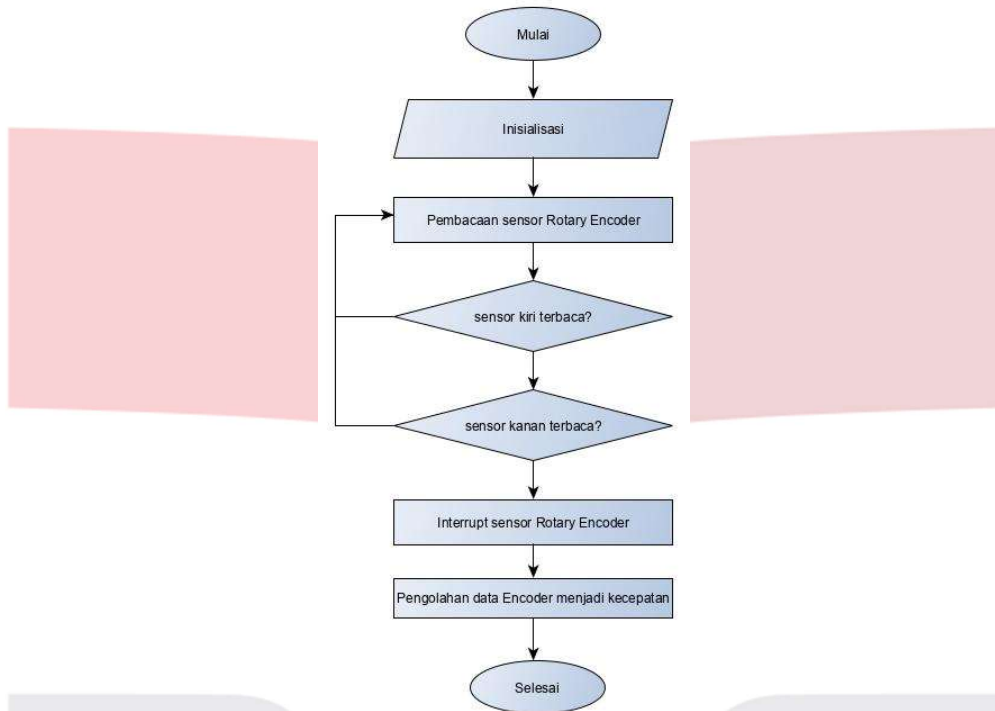 Mulai
Inisialisasi
Pembacaan sensor Rotary Encoder
sensor kiri terbaca?
sensor kanan terbaca?
Interrupt sensor Rotary Encoder
Pengolahan data Encoder menjadi kecepatan
Selesai